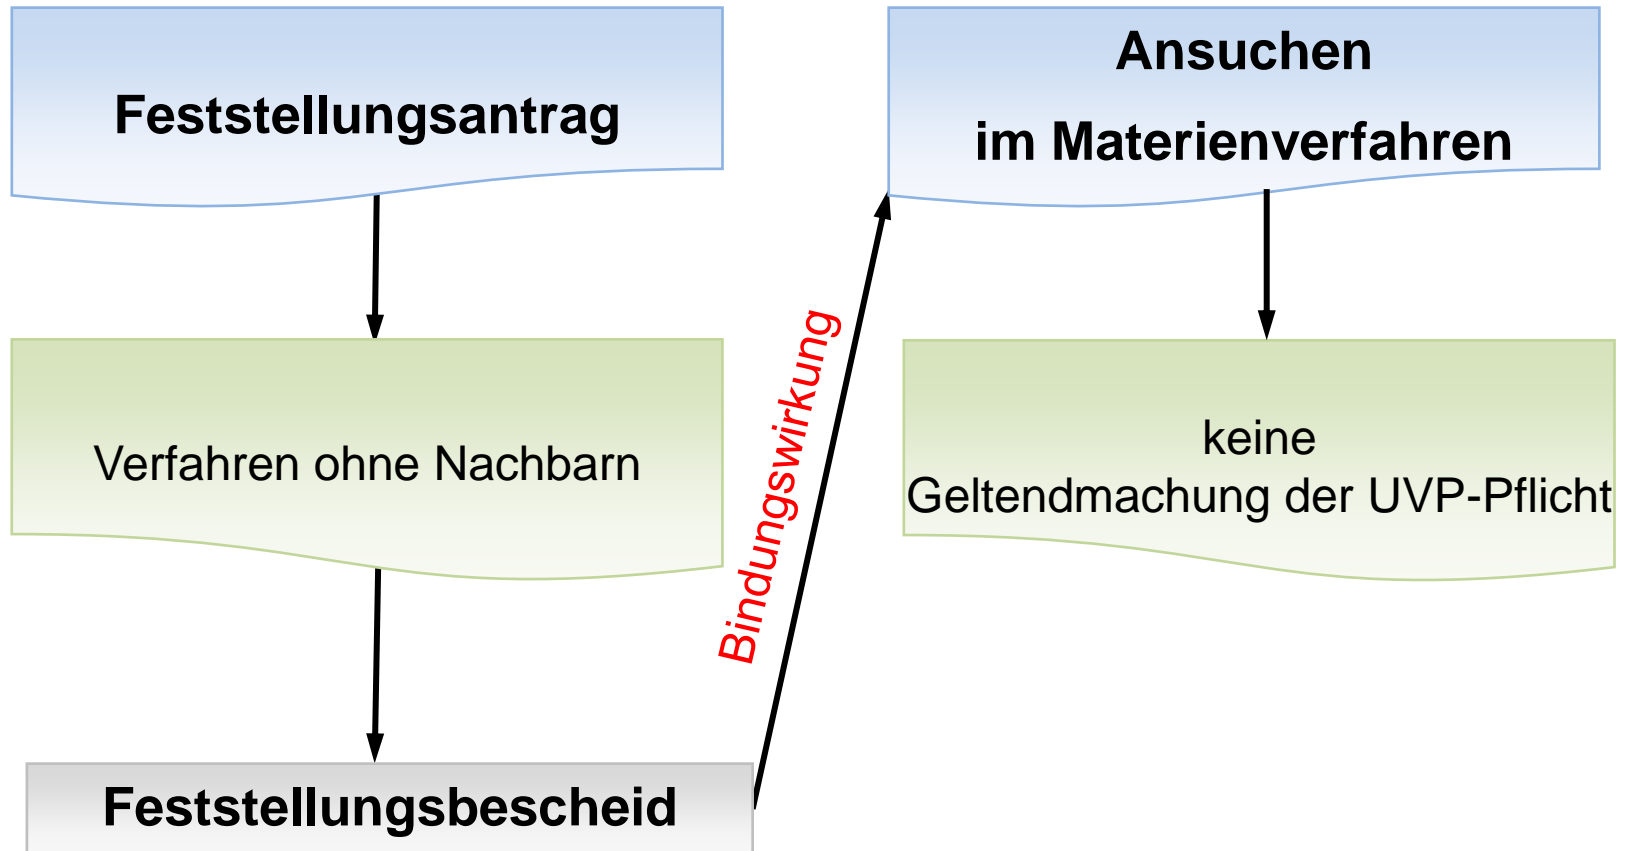 Feststellungsantrag
Verfahren ohne Nachbarn
Feststellungsbescheid
Bindungswirkung
Ansuchen
im Materienverfahren
keine
Geltendmachung der UVP-Pflicht